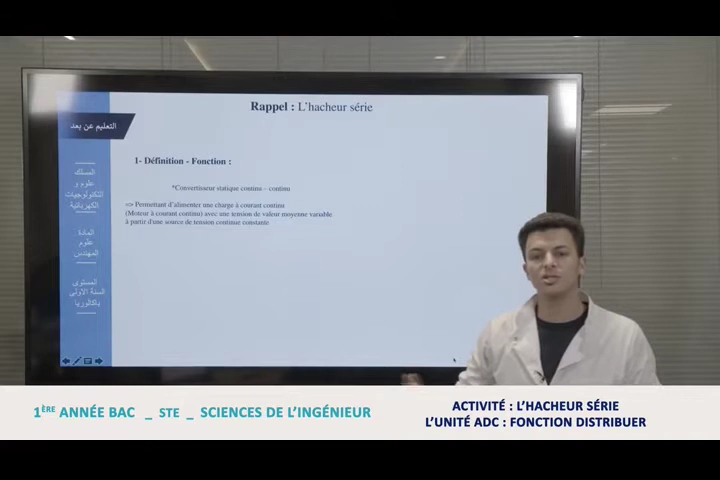 Rappel : L'hacheur série
التعليم عن بعد
1- Définition - Fonction :
المسلك
علوم و
التكنولوجيات
الكهربائية
*Convertisseur statique continu – continu
=> Permettant d'alimenter une charge à courant continu
(Moteur à courant continu) avec une tension de valeur moyenne variable
à partir d'une source de tension continue constante
المادة
علوم
المهندس
المستوى
السنة الأولى
باكالوريا
1ÈRE ANNÉE BAC _ STE _ SCIENCES DE L'INGÉNIEUR
ACTIVITÉ : L'HACHEUR SÉRIE
L'UNITÉ ADC : FONCTION DISTRIBUER